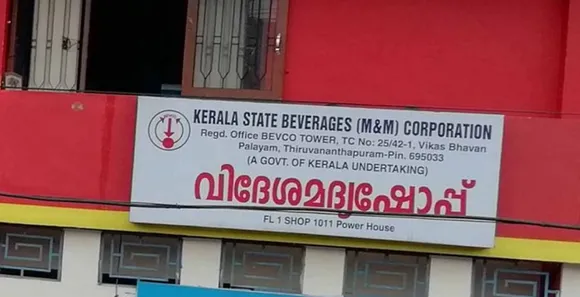 KERALA STATE BEVERAGES (M&M) CORPORATION
Regd. Office BEVCO TOWER, TC No: 25/42-1, Vikas Bhavan
Palayam, Thiruvananthapuram-Pin. 695033
(A GOVT. OF KERALA UNDERTAKING)
വിദേശമദ്യഷോപ്പ്
FL 1 SHOP 1011 Power House